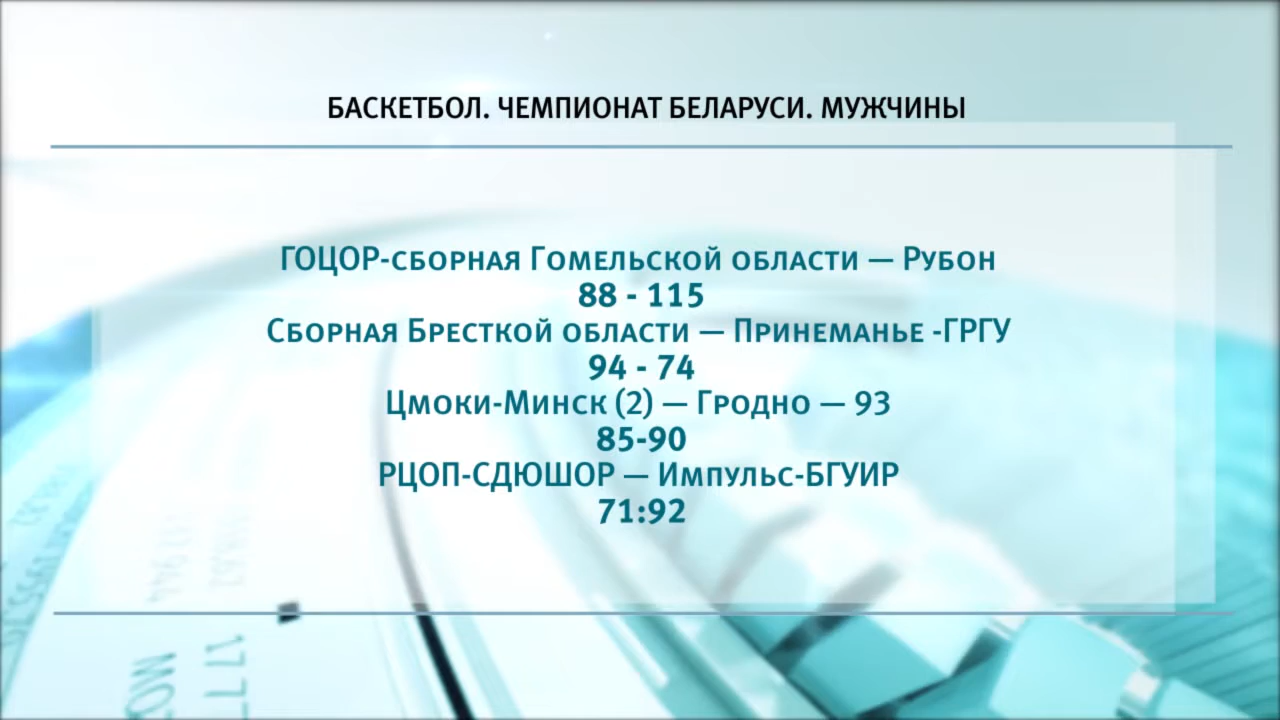 БАСКЕТБОЛ. ЧЕМПИОНАТ БЕЛАРУСИ. МУЖЧИНЫ
ГОЦОР-сборная Гомельской области — Рубон
88 - 115
Сборная Бресткой области — Принеманье -ГРГУ
94 - 74
Цмоки-Минск (2) — Гродно — 93
85-90
РЦОП-СДЮШОР — Импульс-БГУИР
71:92